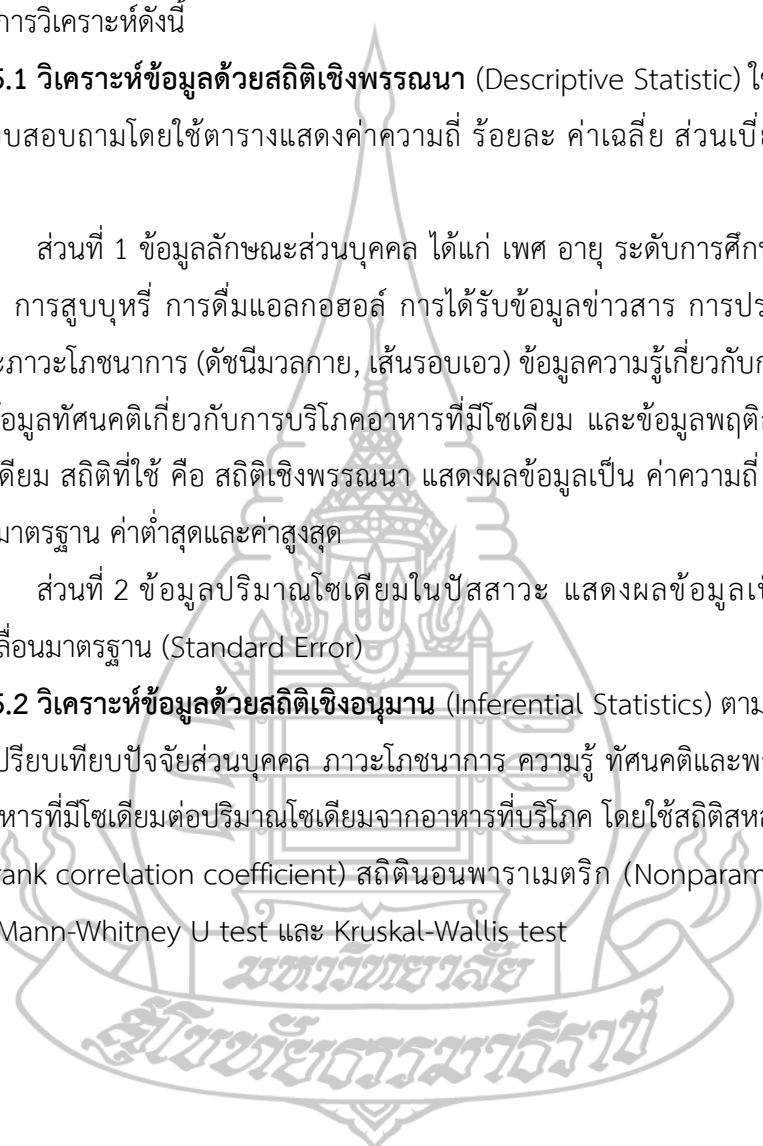 การวิเคราะห์ดังนี้
5.1 วิเคราะห์ข้อมูลด้วยสถิติเชิงพรรณนา (Descriptive Statistic) ใช้
บสอบถามโดยใช้ตารางแสดงค่าความถี่ ร้อยละ ค่าเฉลี่ย ส่วนเบี่ย
ส่วนที่ 1 ข้อมูลลักษณะส่วนบุคคล ได้แก่ เพศ อายุ ระดับการศึก
การสูบบุหรี่ การดื่มแอลกอฮอล์ การได้รับข้อมูลข่าวสาร การปร
ะภาวะโภชนาการ (ดัชนีมวลกาย, เส้นรอบเอว) ข้อมูลความรู้เกี่ยวกับก
้อมูลทัศนคติเกี่ยวกับการบริโภคอาหารที่มีโซเดียม และข้อมูลพฤติก
ดียม สถิติที่ใช้ คือ สถิติเชิงพรรณนา แสดงผลข้อมูลเป็น ค่าความถี่
มาตรฐาน ค่าต่ำสุดและค่าสูงสุด
ส่วนที่ 2 ข้อมูลปริมาณโซเดียมในปัสสาวะ แสดงผลข้อมูลเป็
ลื่อนมาตรฐาน (Standard Error)
5.2 วิเคราะห์ข้อมูลด้วยสถิติเชิงอนุมาน (Inferential Statistics) ตาม
เปรียบเทียบปัจจัยส่วนบุคคล ภาวะโภชนาการ ความรู้ ทัศนคติและพ
หารที่มีโซเดียมต่อปริมาณโซเดียมจากอาหารที่บริโภค โดยใช้สถิติสหส
rank correlation coefficient) สถิตินอนพาราเมตริก (Nonparam
Mann-Whitney U test และ Kruskal-Wallis test
มหาวิทยาลัย
สุโขทัยธรรมาธิราช